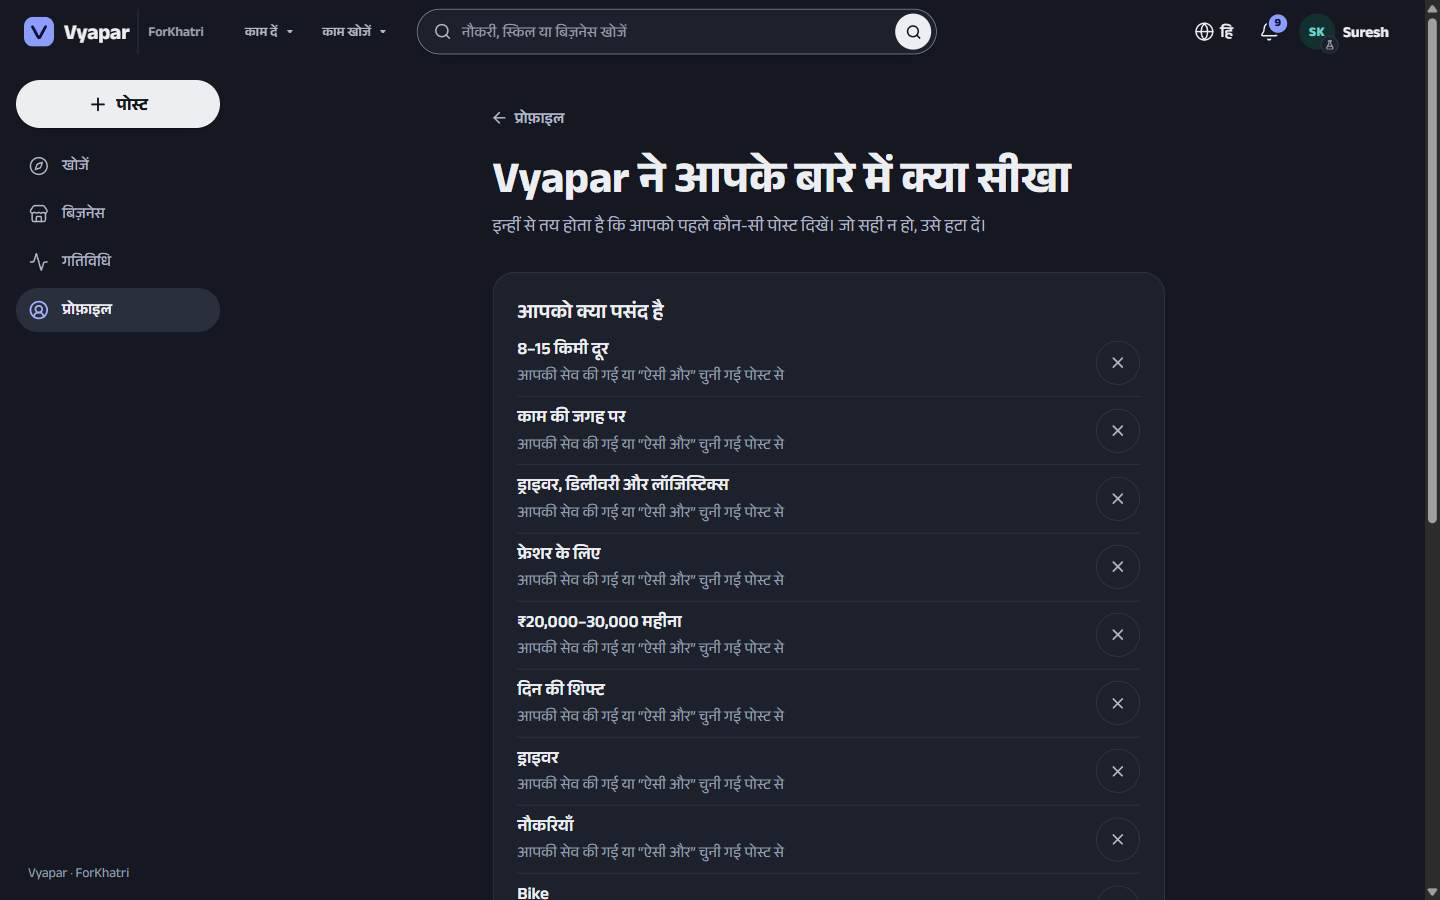 Vyapar
ForKhatri
काम दें
काम खोजें
नौकरी, स्किल या बिज़नेस खोजें
हि
9
SK
Suresh
पोस्ट
खोजें
बिज़नेस
गतिविधि
प्रोफ़ाइल
Vyapar · ForKhatri
प्रोफ़ाइल
Vyapar ने आपके बारे में क्या सीखा
इन्हीं से तय होता है कि आपको पहले कौन-सी पोस्ट दिखें। जो सही न हो, उसे हटा दें।
आपको क्या पसंद है
8–15 किमी दूर
आपकी सेव की गई या “ऐसी और” चुनी गई पोस्ट से
काम की जगह पर
आपकी सेव की गई या “ऐसी और” चुनी गई पोस्ट से
ड्राइवर, डिलीवरी और लॉजिस्टिक्स
आपकी सेव की गई या “ऐसी और” चुनी गई पोस्ट से
फ्रेशर के लिए
आपकी सेव की गई या “ऐसी और” चुनी गई पोस्ट से
₹20,000–30,000 महीना
आपकी सेव की गई या “ऐसी और” चुनी गई पोस्ट से
दिन की शिफ्ट
आपकी सेव की गई या “ऐसी और” चुनी गई पोस्ट से
ड्राइवर
आपकी सेव की गई या “ऐसी और” चुनी गई पोस्ट से
नौकरियाँ
आपकी सेव की गई या “ऐसी और” चुनी गई पोस्ट से
Bike